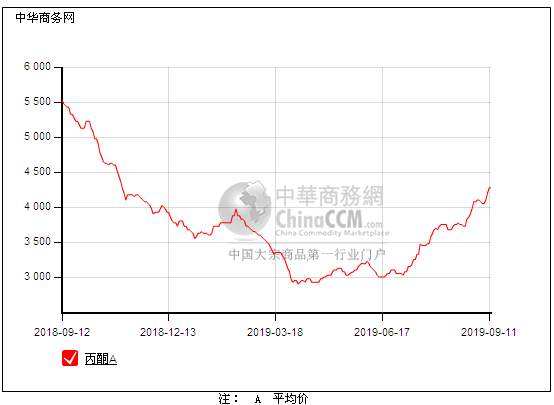 中华商务网
6 000
5 500
5 000
4 500
4 000
3 500
3 000
中華商務網
ChinaCCM.com
China Commodity Marketplace
中国大宗商品第一行业门户
2018-09-12 2018-12-13 2019-03-18 2019-06-17 2019-09-11
丙酮A
注： A 平均价